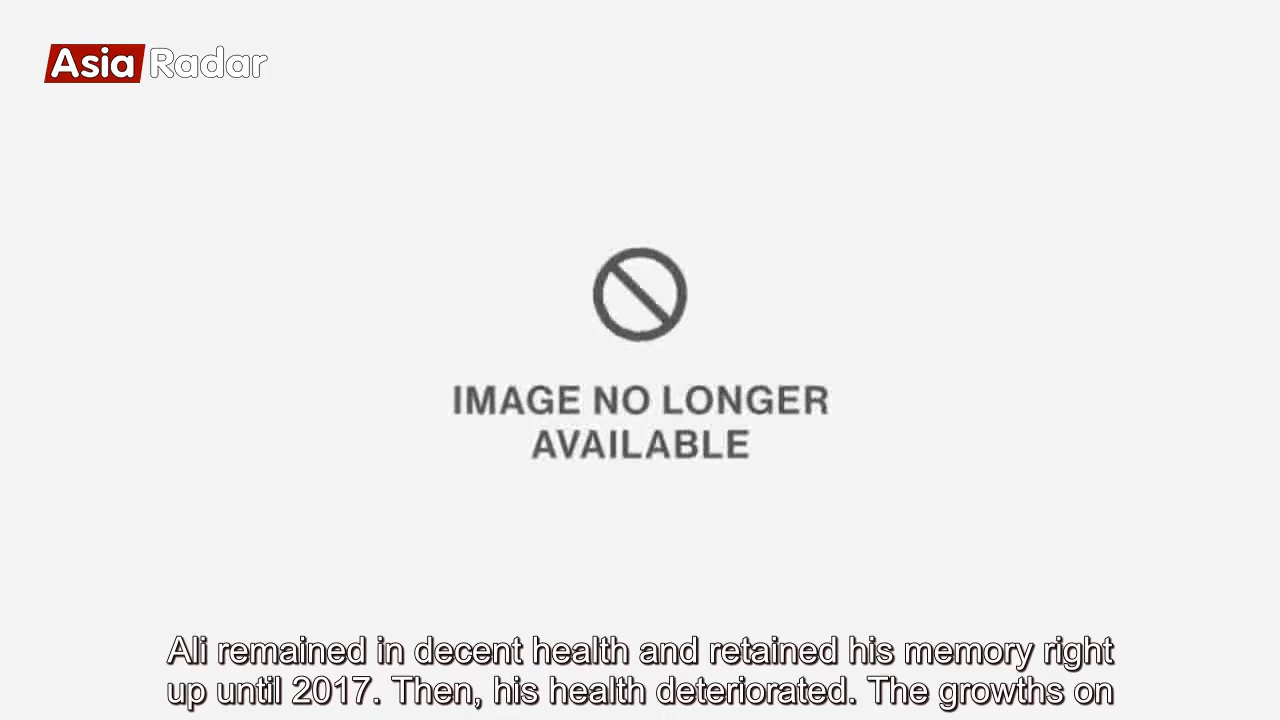 Asia Radar
IMAGE NO LONGER
AVAILABLE
Ali remained in decent health and retained his memory right
up until 2017. Then, his health deteriorated. The growths on